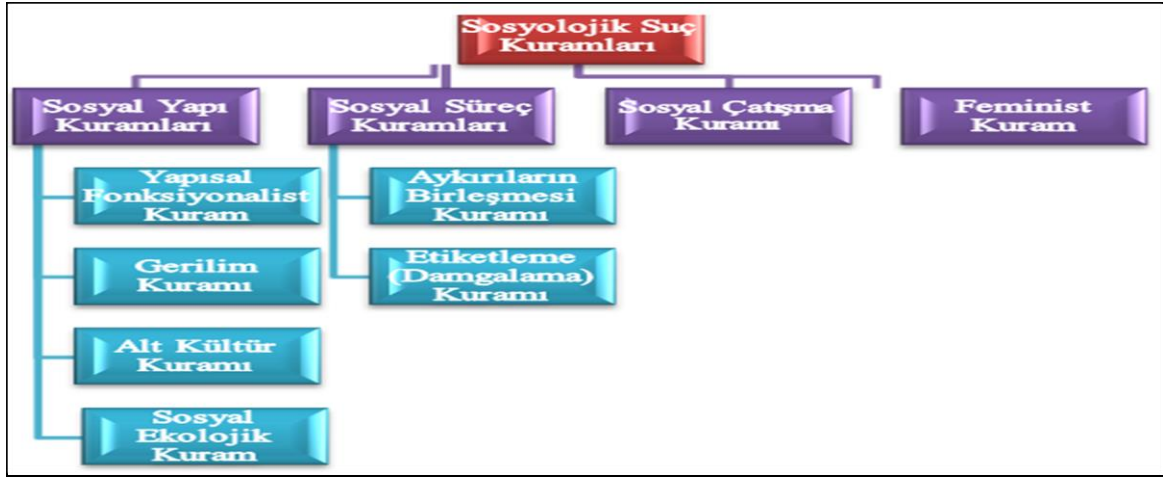 Sosyolojik Suç
Kuramları
Sosyal Yapı
Kuramları
Sosyal Süreç
Kuramları
Sosyal Çatışma
Kuramı
Feminist
Kuram
Yapısal
Fonksiyonalist
Kuram
Gerilim
Kuramı
Alt Kültür
Kuramı
Sosyal
Ekolojik
Kuram
Aykırıların
Birleşmesi
Kuramı
Etiketleme
(Damgalama)
Kuramı